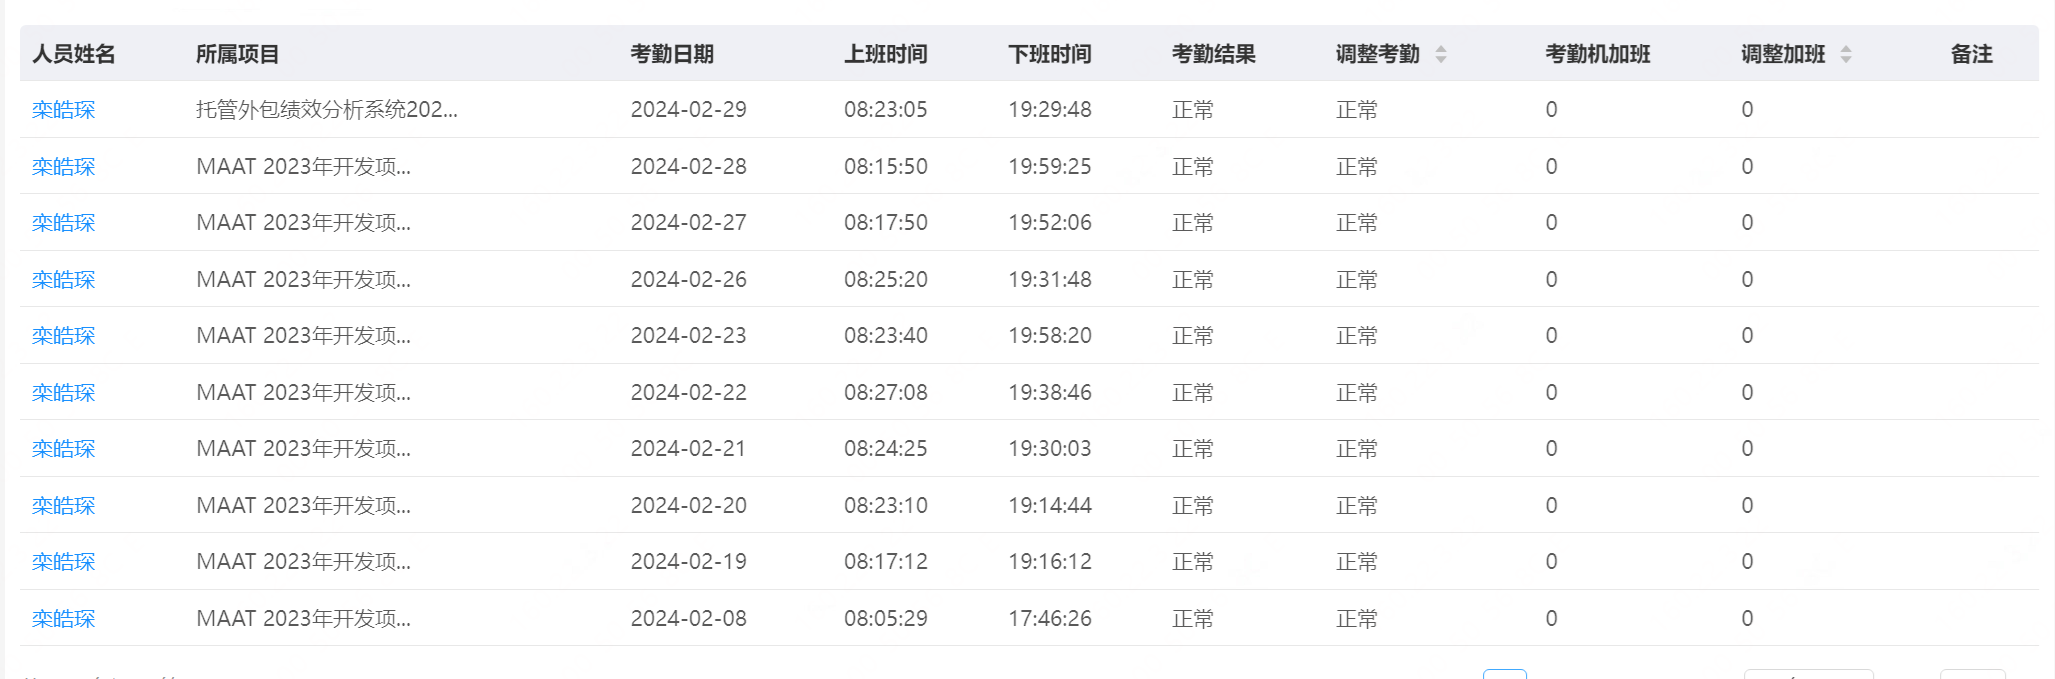 人员姓名 所属项目 考勤日期 上班时间 下班时间 考勤结果 调整考勤 考勤机加班 调整加班 备注
栾皓琛 托管外包绩效分析系统202... 2024-02-29 08:23:05 19:29:48 正常 正常 0 0
栾皓琛 MAAT 2023年开发项... 2024-02-28 08:15:50 19:59:25 正常 正常 0 0
栾皓琛 MAAT 2023年开发项... 2024-02-27 08:17:50 19:52:06 正常 正常 0 0
栾皓琛 MAAT 2023年开发项... 2024-02-26 08:25:20 19:31:48 正常 正常 0 0
栾皓琛 MAAT 2023年开发项... 2024-02-23 08:23:40 19:58:20 正常 正常 0 0
栾皓琛 MAAT 2023年开发项... 2024-02-22 08:27:08 19:38:46 正常 正常 0 0
栾皓琛 MAAT 2023年开发项... 2024-02-21 08:24:25 19:30:03 正常 正常 0 0
栾皓琛 MAAT 2023年开发项... 2024-02-20 08:23:10 19:14:44 正常 正常 0 0
栾皓琛 MAAT 2023年开发项... 2024-02-19 08:17:12 19:16:12 正常 正常 0 0
栾皓琛 MAAT 2023年开发项... 2024-02-08 08:05:29 17:46:26 正常 正常 0 0